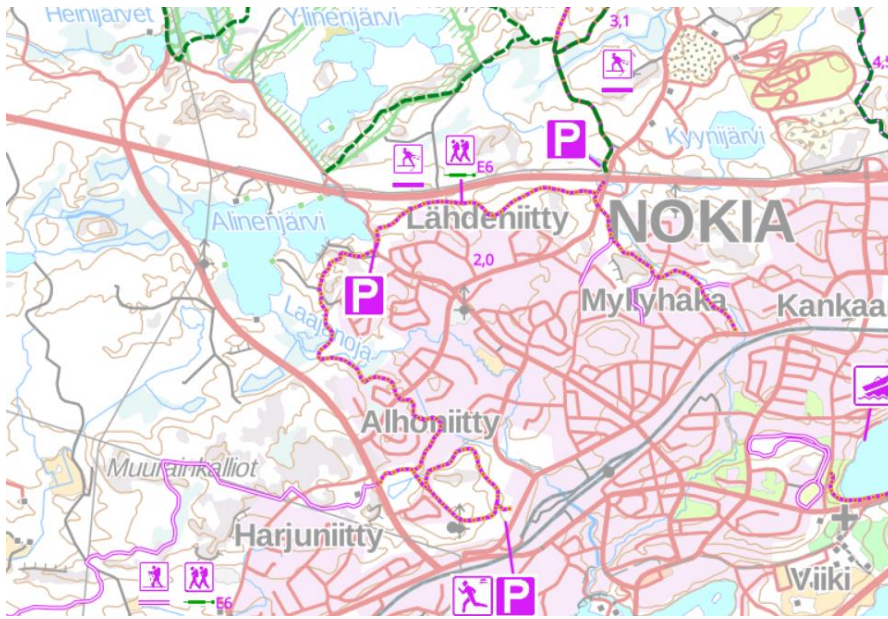 Heinijärvet
Ylinenjärvi
3,1
4,5
P
Kyynijärvi
E6
Alinenjärvi
Lähdeniitty
NOKIA
2,0
P
Myllyhaka
Kankaa
Laajanoja
Alhoniitty
Muurainkalliot
Harjuniitty
Viiki
E6
P